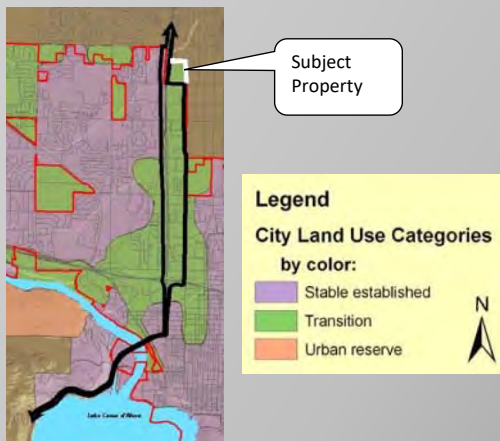 Subject
Property
Legend
City Land Use Categories
by color:
Stable established
Transition
Urban reserve
N
Lake Coeur d'Alene